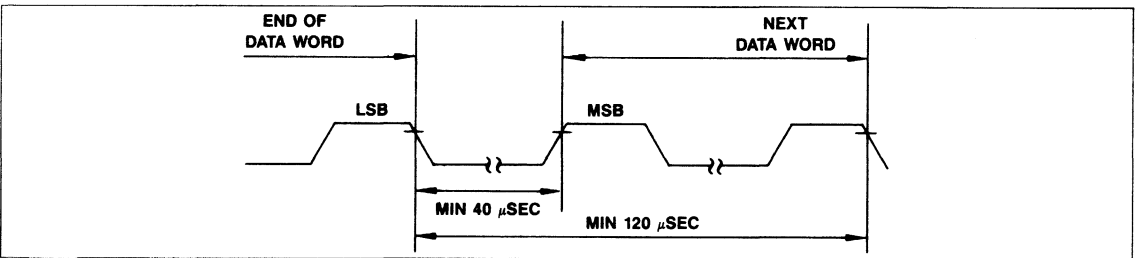 END OF
DATA WORD
NEXT
DATA WORD
LSB
MSB
MIN 40 μSEC
MIN 120 μSEC